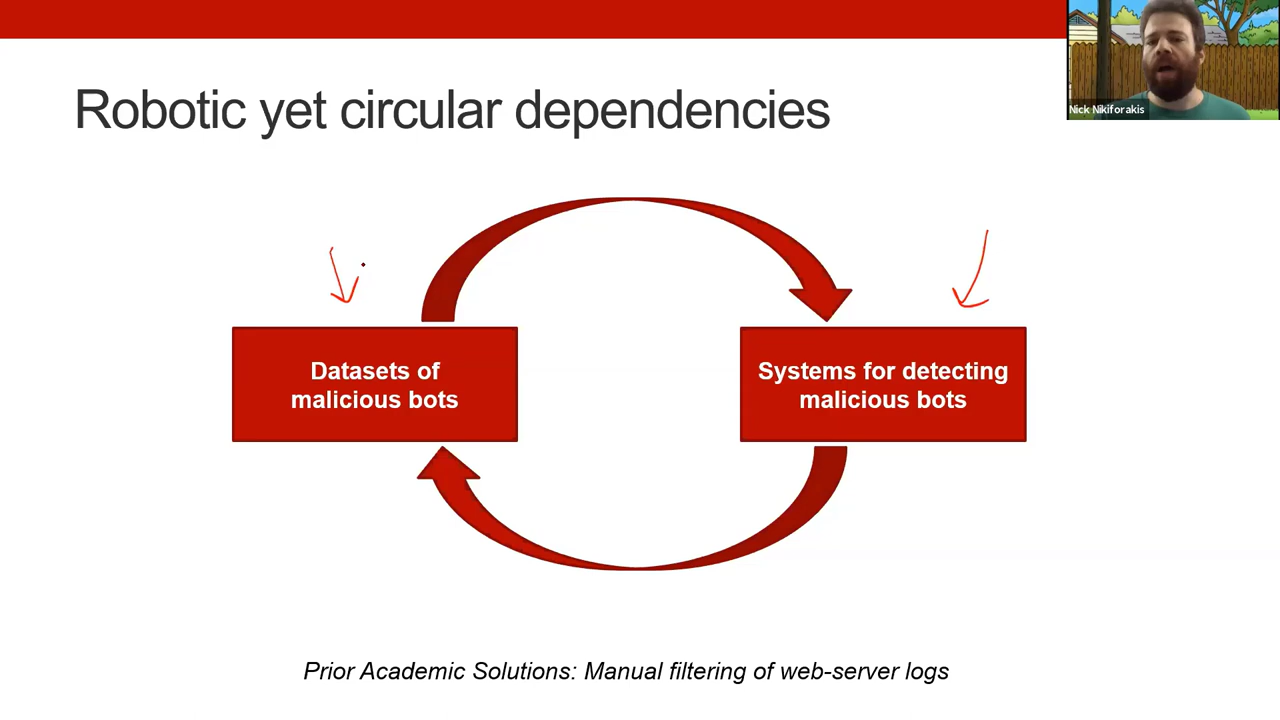 Robotic yet circular dependencies
Nick Nikiforakis
Datasets of
malicious bots
Systems for detecting
malicious bots
Prior Academic Solutions: Manual filtering of web-server logs